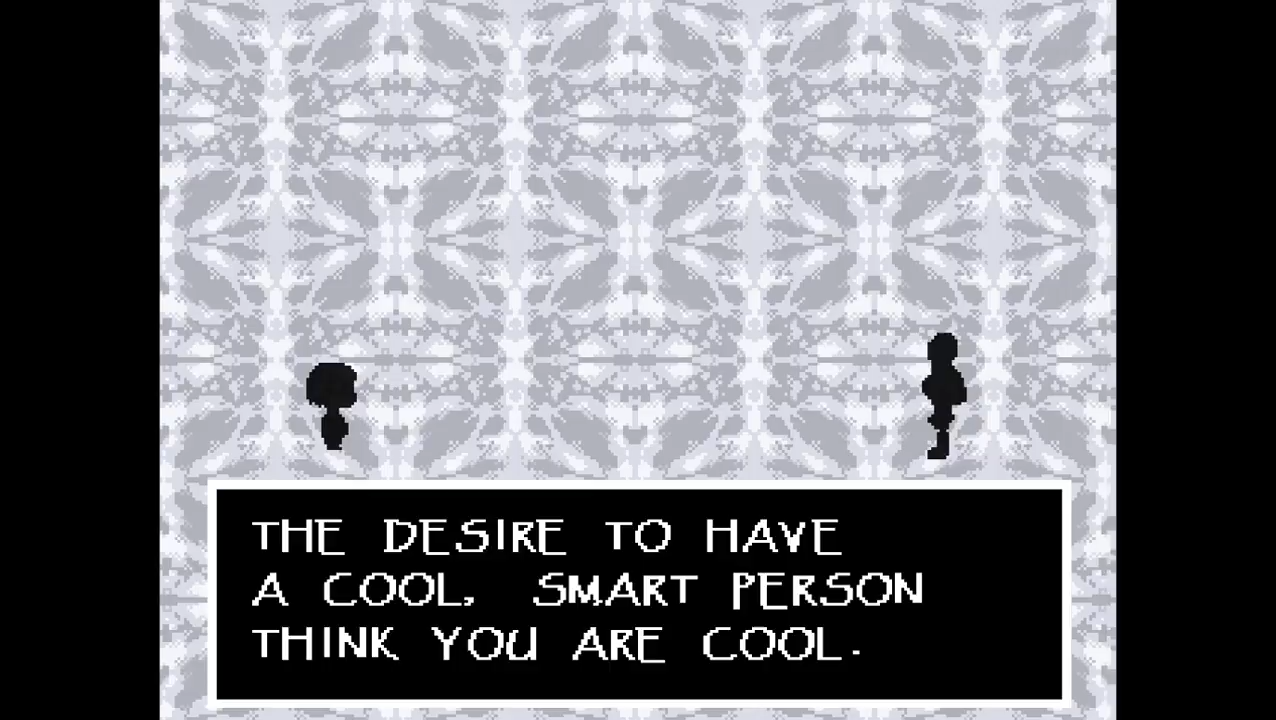 THE DESIRE TO HAVE
A COOL, SMART PERSON
THINK YOU ARE COOL.